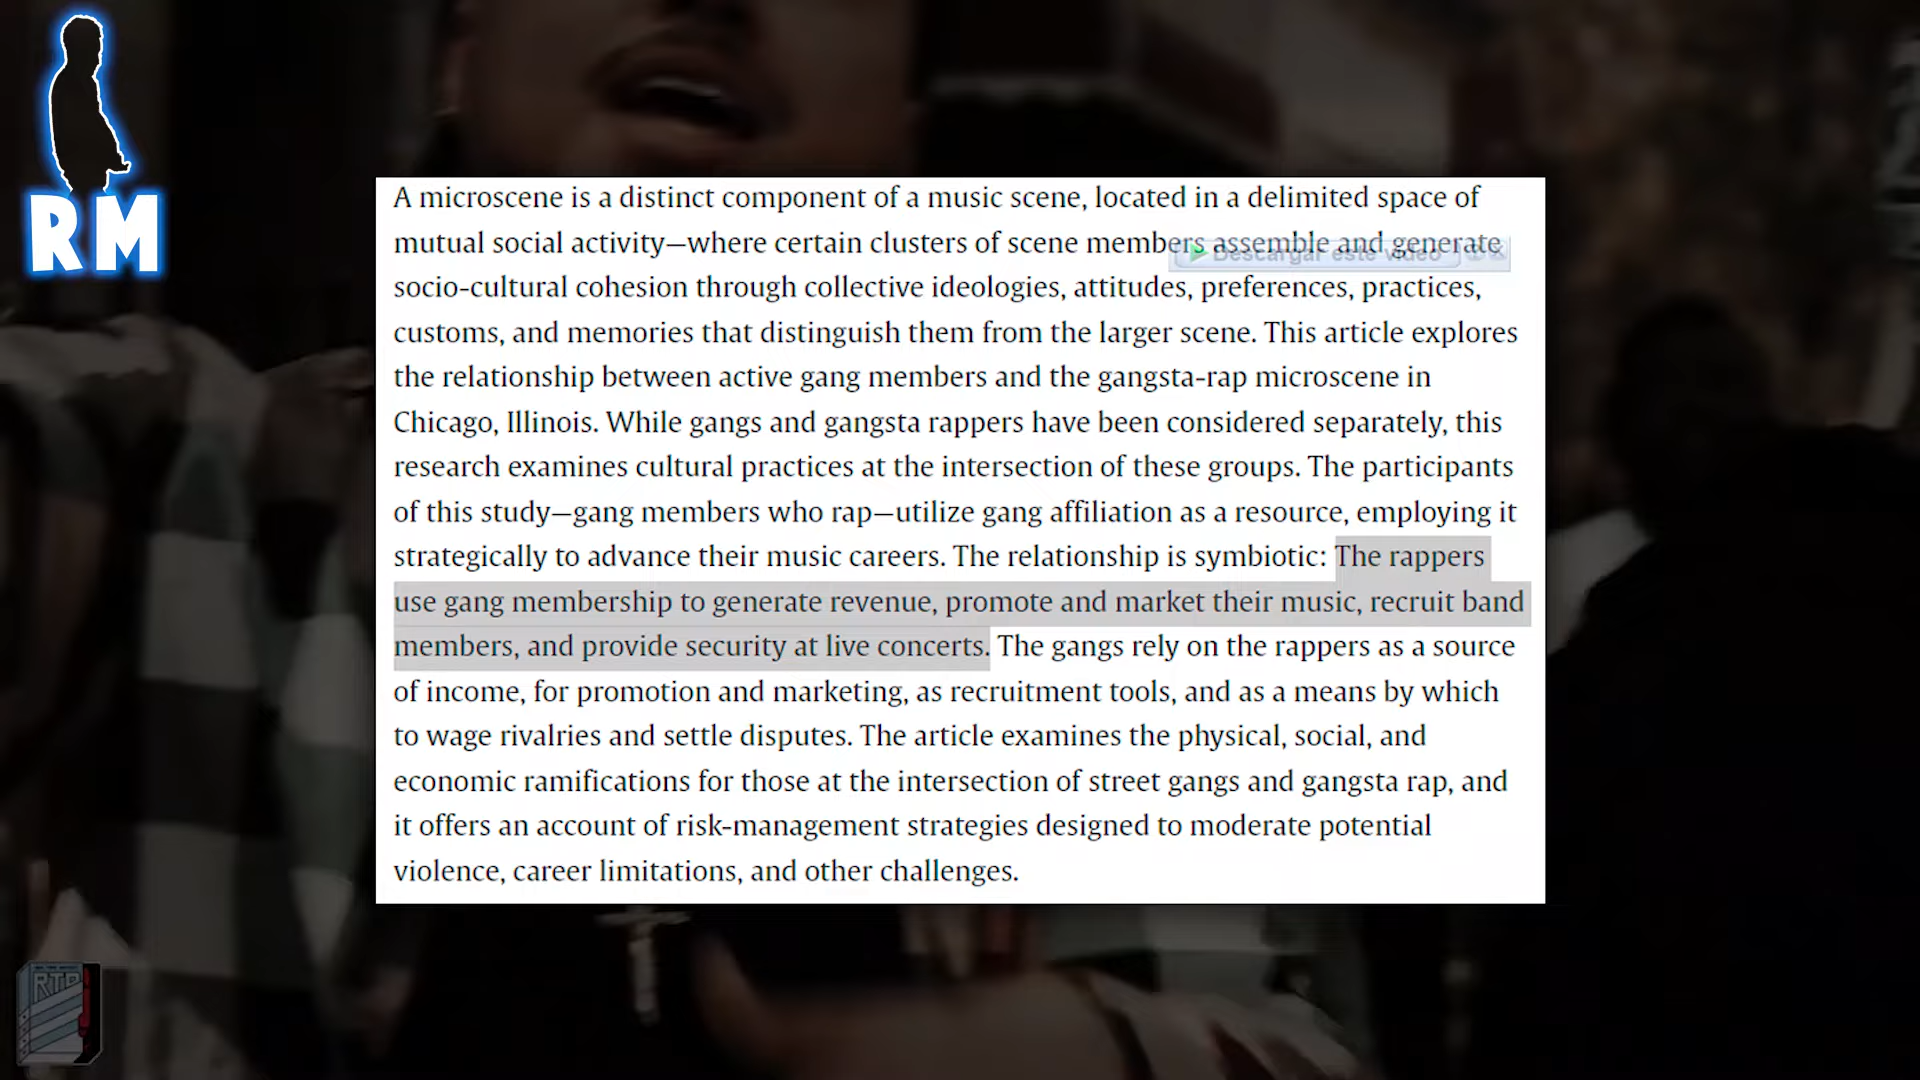 RM
A microscene is a distinct component of a music scene, located in a delimited space of
mutual social activity—where certain clusters of scene members assemble and generate
Descargar este video
socio-cultural cohesion through collective ideologies, attitudes, preferences, practices,
customs, and memories that distinguish them from the larger scene. This article explores
the relationship between active gang members and the gangsta-rap microscene in
Chicago, Illinois. While gangs and gangsta rappers have been considered separately, this
research examines cultural practices at the intersection of these groups. The participants
of this study—gang members who rap—utilize gang affiliation as a resource, employing it
strategically to advance their music careers. The relationship is symbiotic: The rappers
use gang membership to generate revenue, promote and market their music, recruit band
members, and provide security at live concerts. The gangs rely on the rappers as a source
of income, for promotion and marketing, as recruitment tools, and as a means by which
to wage rivalries and settle disputes. The article examines the physical, social, and
economic ramifications for those at the intersection of street gangs and gangsta rap, and
it offers an account of risk-management strategies designed to moderate potential
violence, career limitations, and other challenges.
RTP